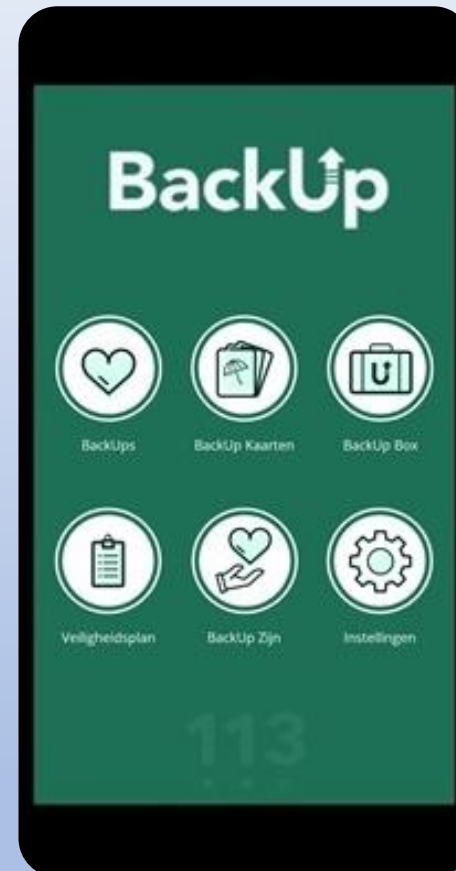 BackUp
BackUps BackUp Kaarten BackUp Box
U
Veiligheidsplan BackUp Zijn Instellingen
113